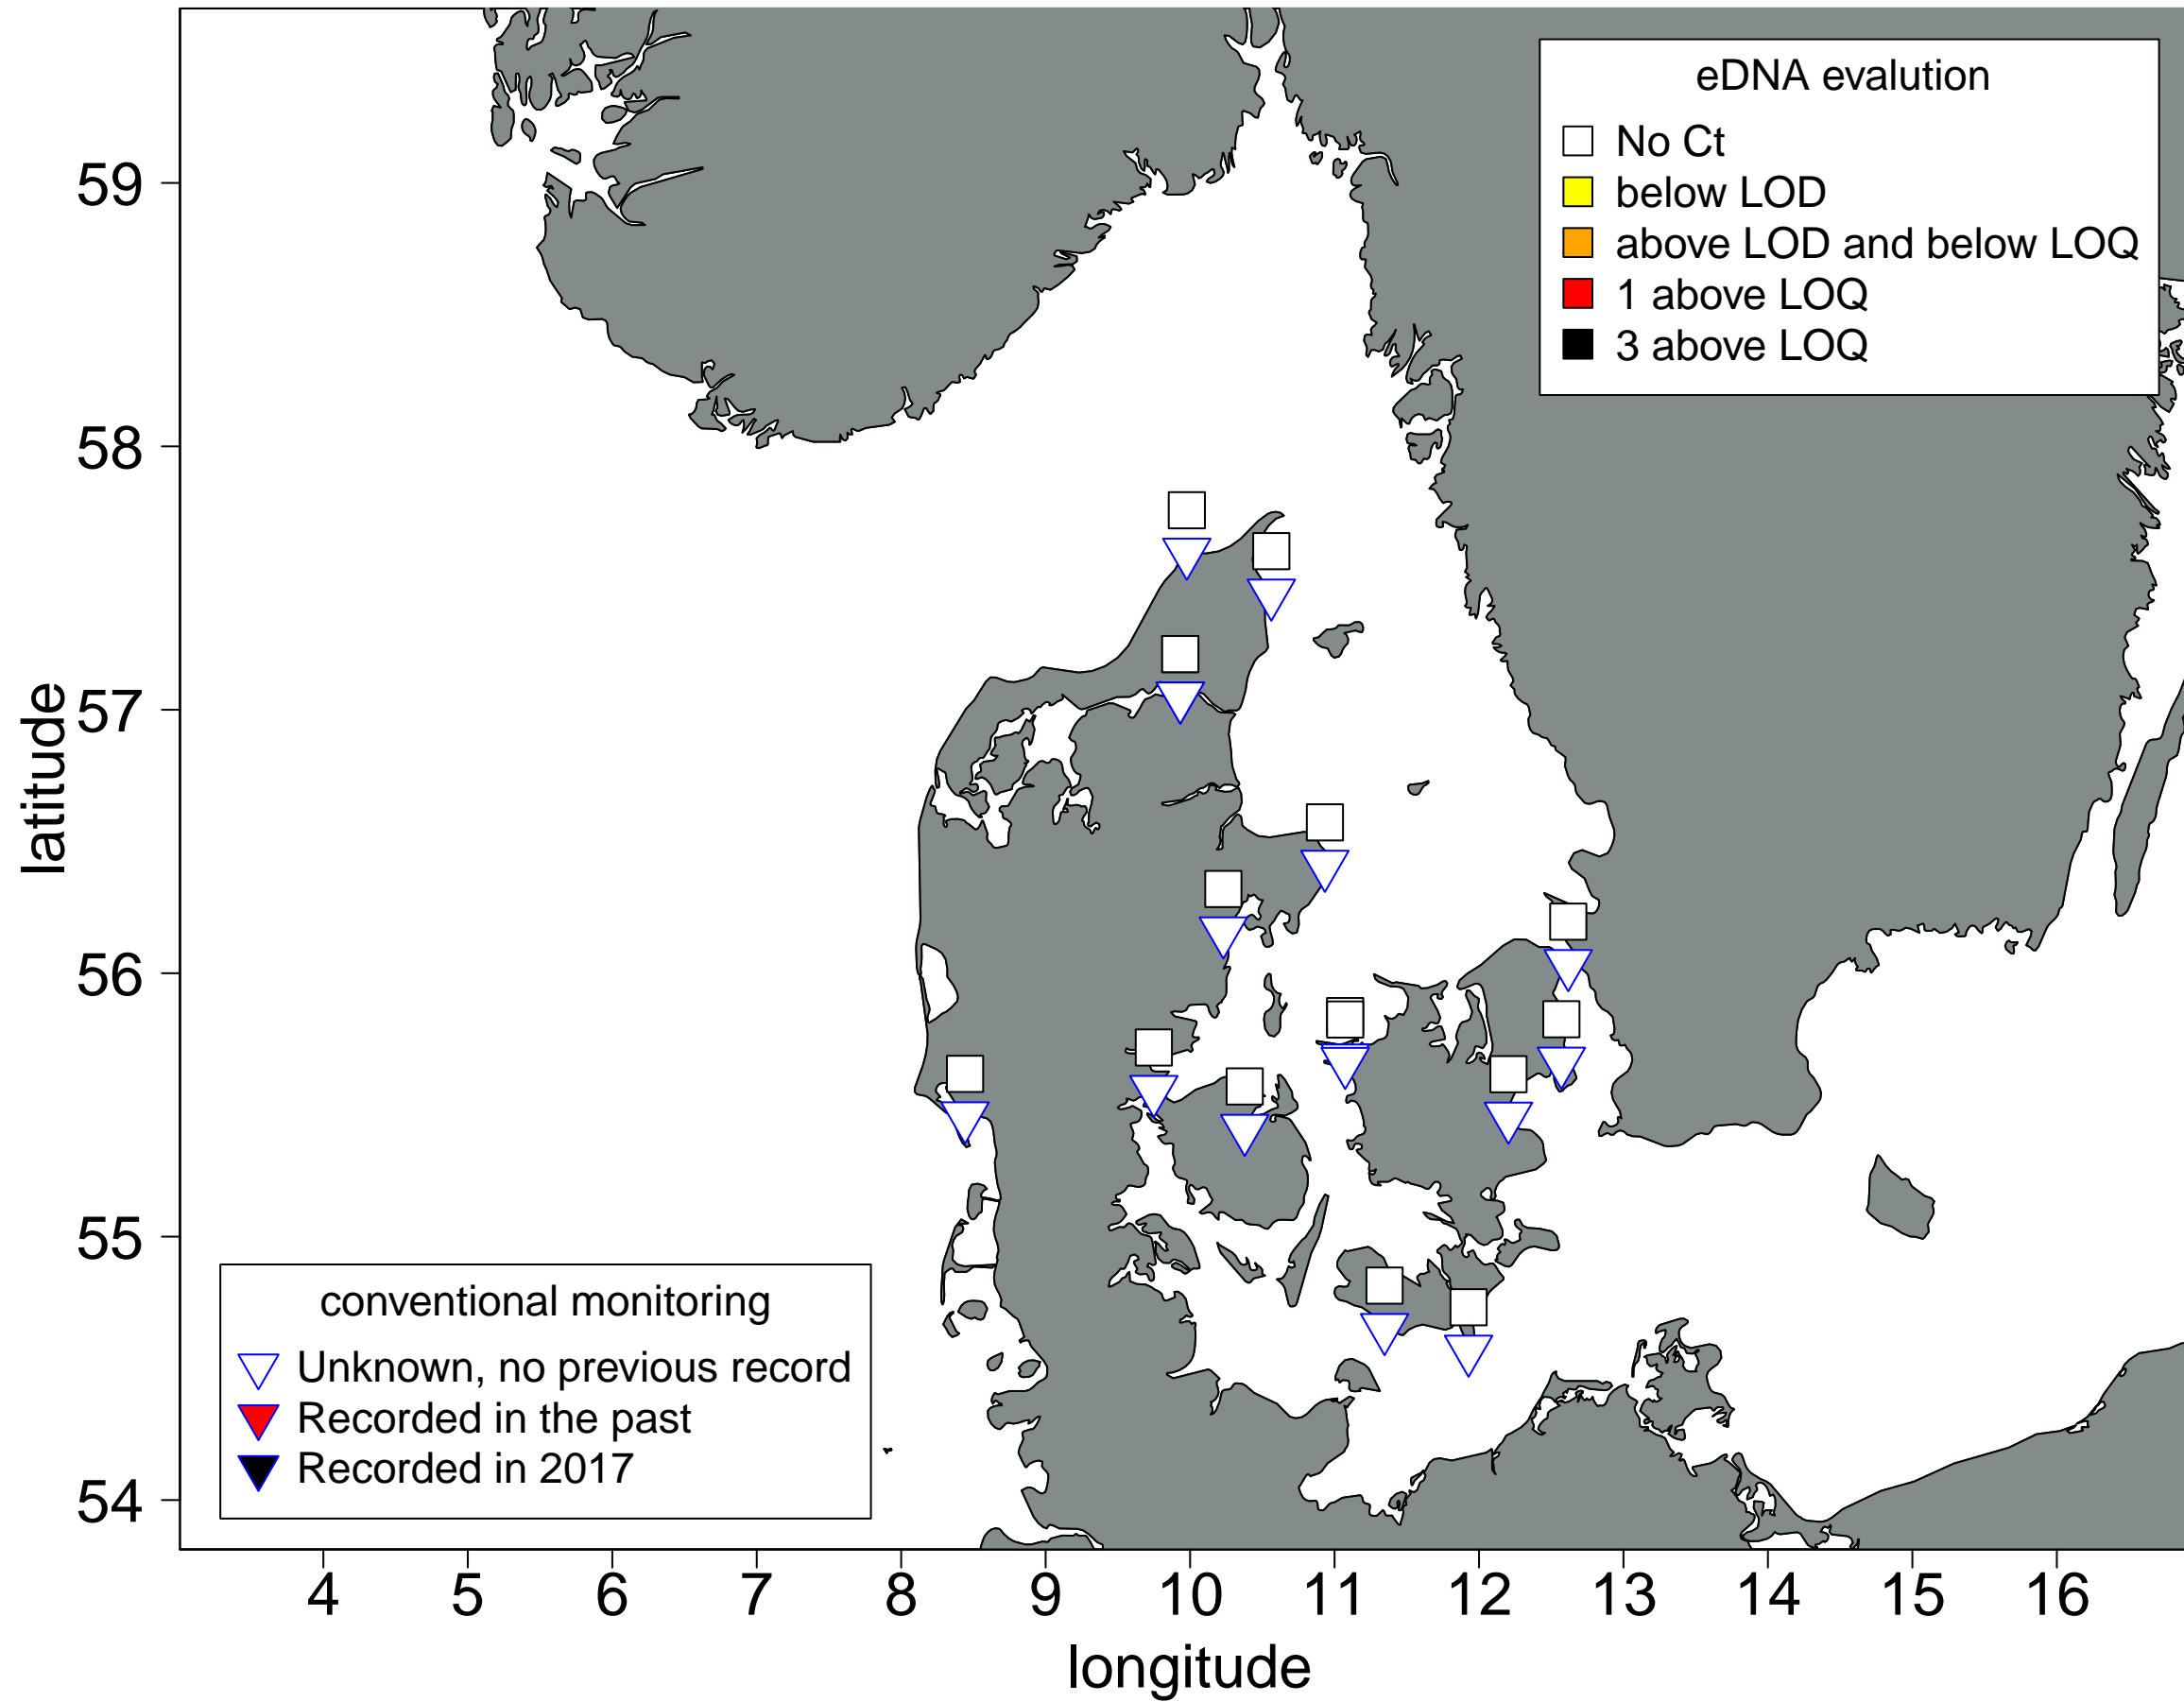 eDNA evalution
No Ct
below LOD
above LOD and below LOQ
1 above LOQ
3 above LOQ
59
58
57
56
55
54
latitude
conventional monitoring
Unknown, no previous record
Recorded in the past
Recorded in 2017
4 5 6 7 8 9 10 11 12 13 14 15 16
longitude